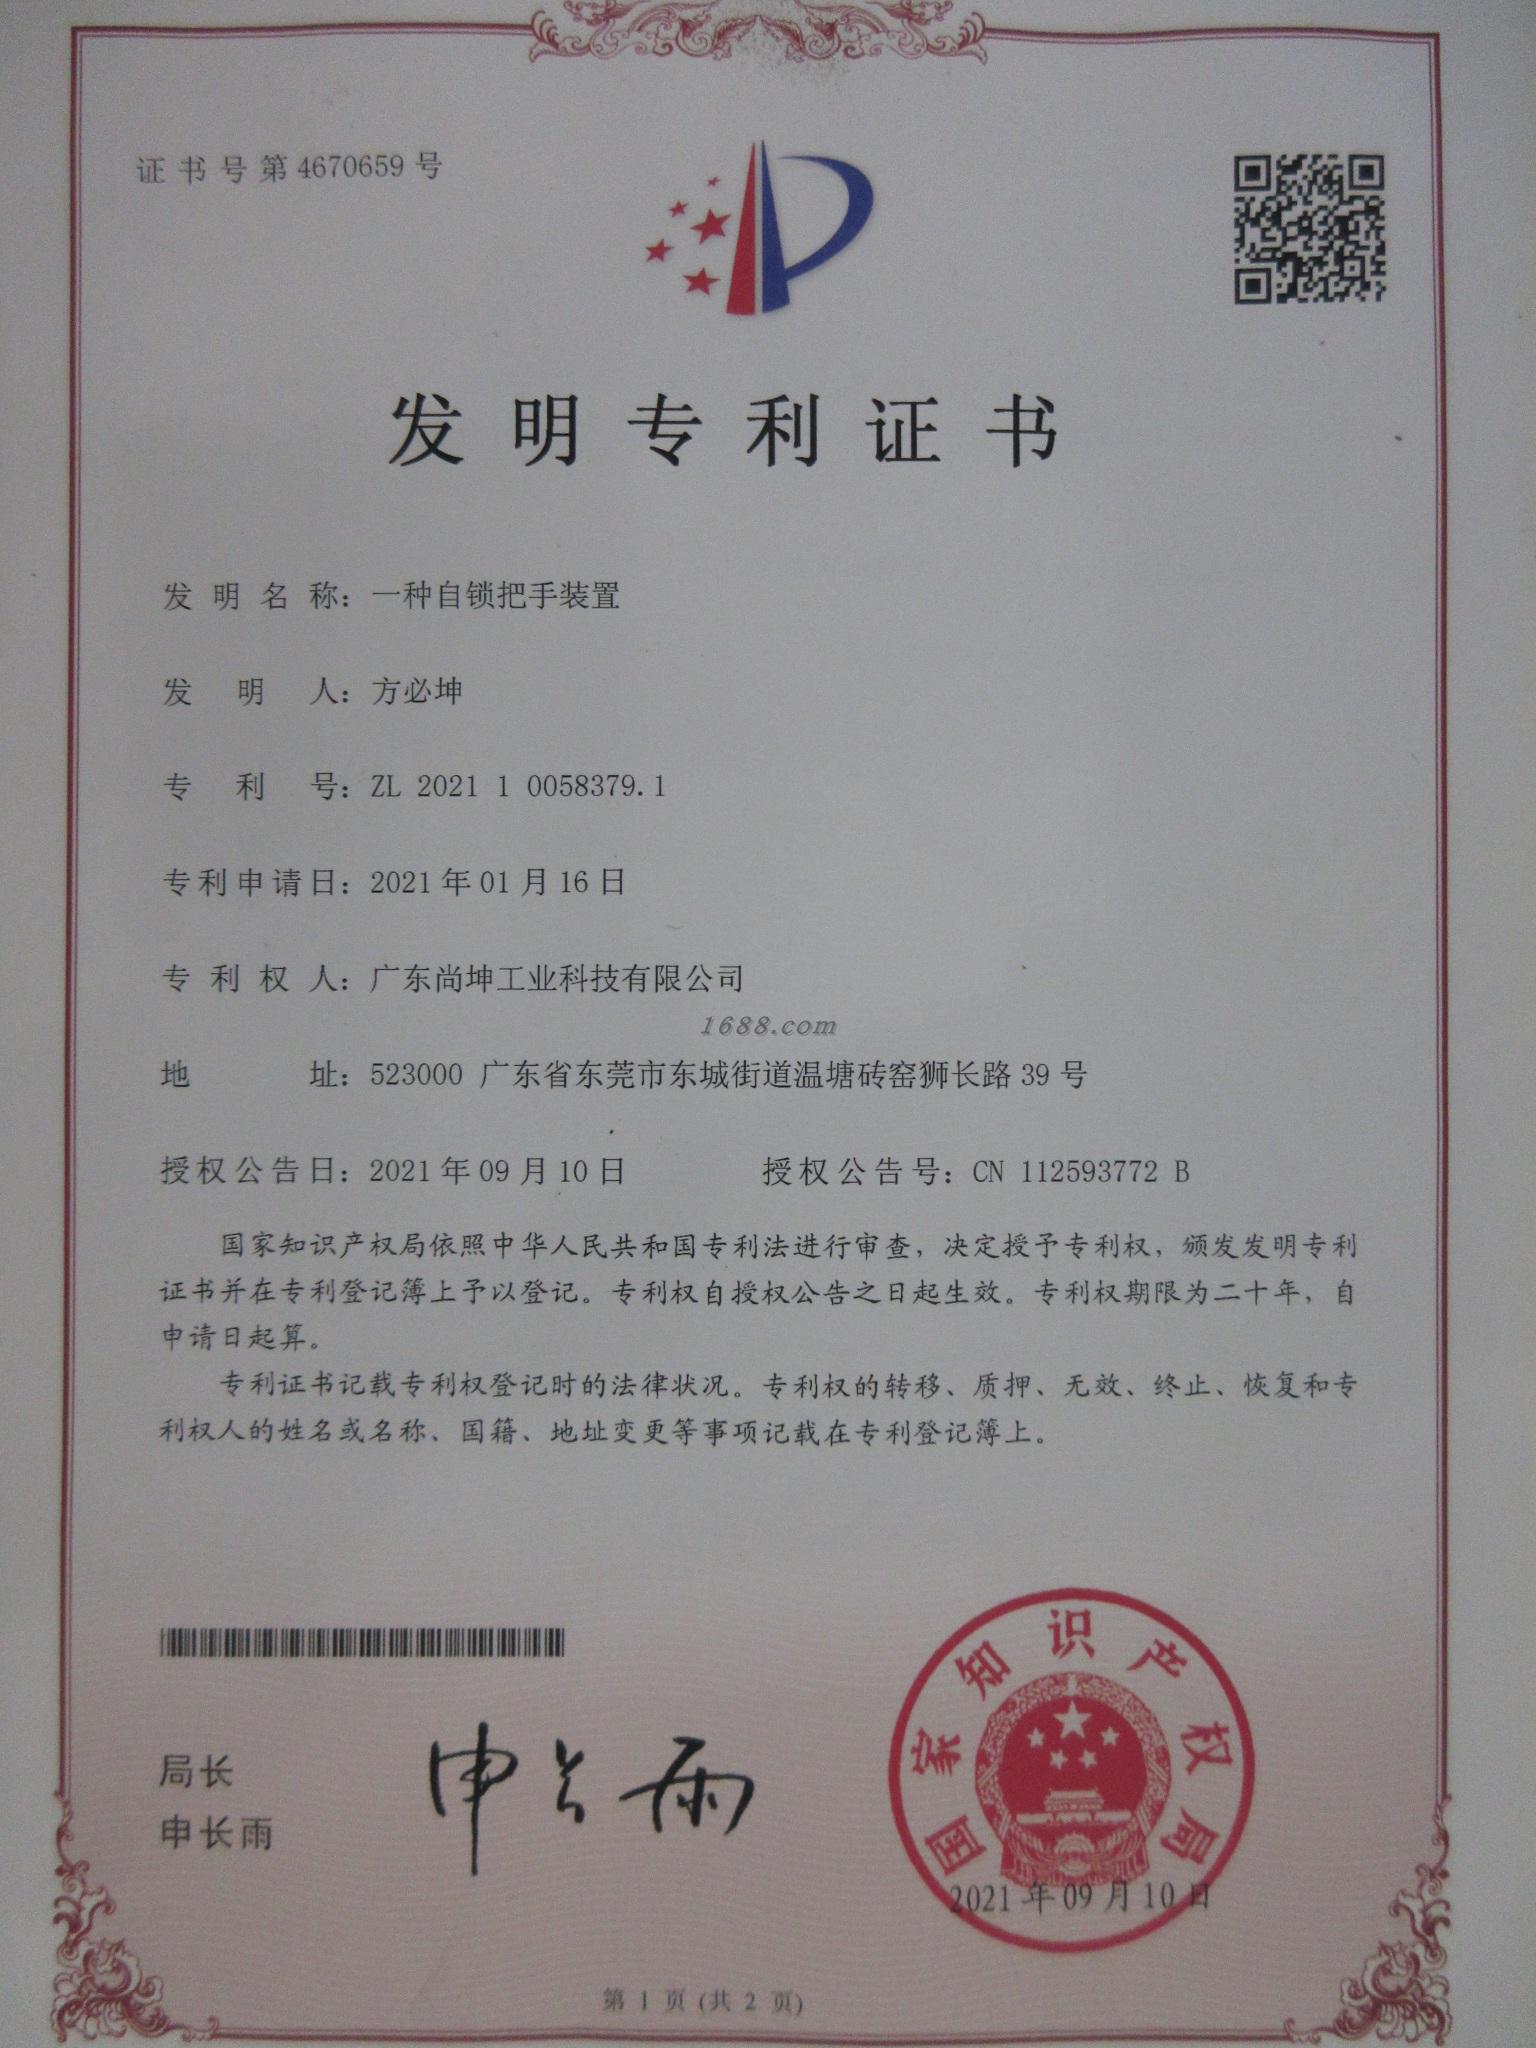 证书号第4670659号
发明专利证书
发明名称：一种自锁把手装置
发明人：方必坤
专利号：ZL 2021 1 0058379.1
专利申请日：2021年01月16日
专利权人：广东尚坤工业科技有限公司
1688.com
地址：523000 广东省东莞市东城街道温塘砖窑狮长路39号
授权公告日：2021年09月10日 授权公告号：CN 112593772 B
国家知识产权局依照中华人民共和国专利法进行审查，决定授予专利权，颁发发明专利
证书并在专利登记簿上予以登记。专利权自授权公告之日起生效。专利权期限为二十年，自
申请日起算。
专利证书记载专利权登记时的法律状况。专利权的转移、质押、无效、终止、恢复和专
利权人的姓名或名称、国籍、地址变更等事项记载在专利登记簿上。
局长
申长雨
申长雨
国家知识产权局
2021年09月10日
第 1 页 (共 2 页)